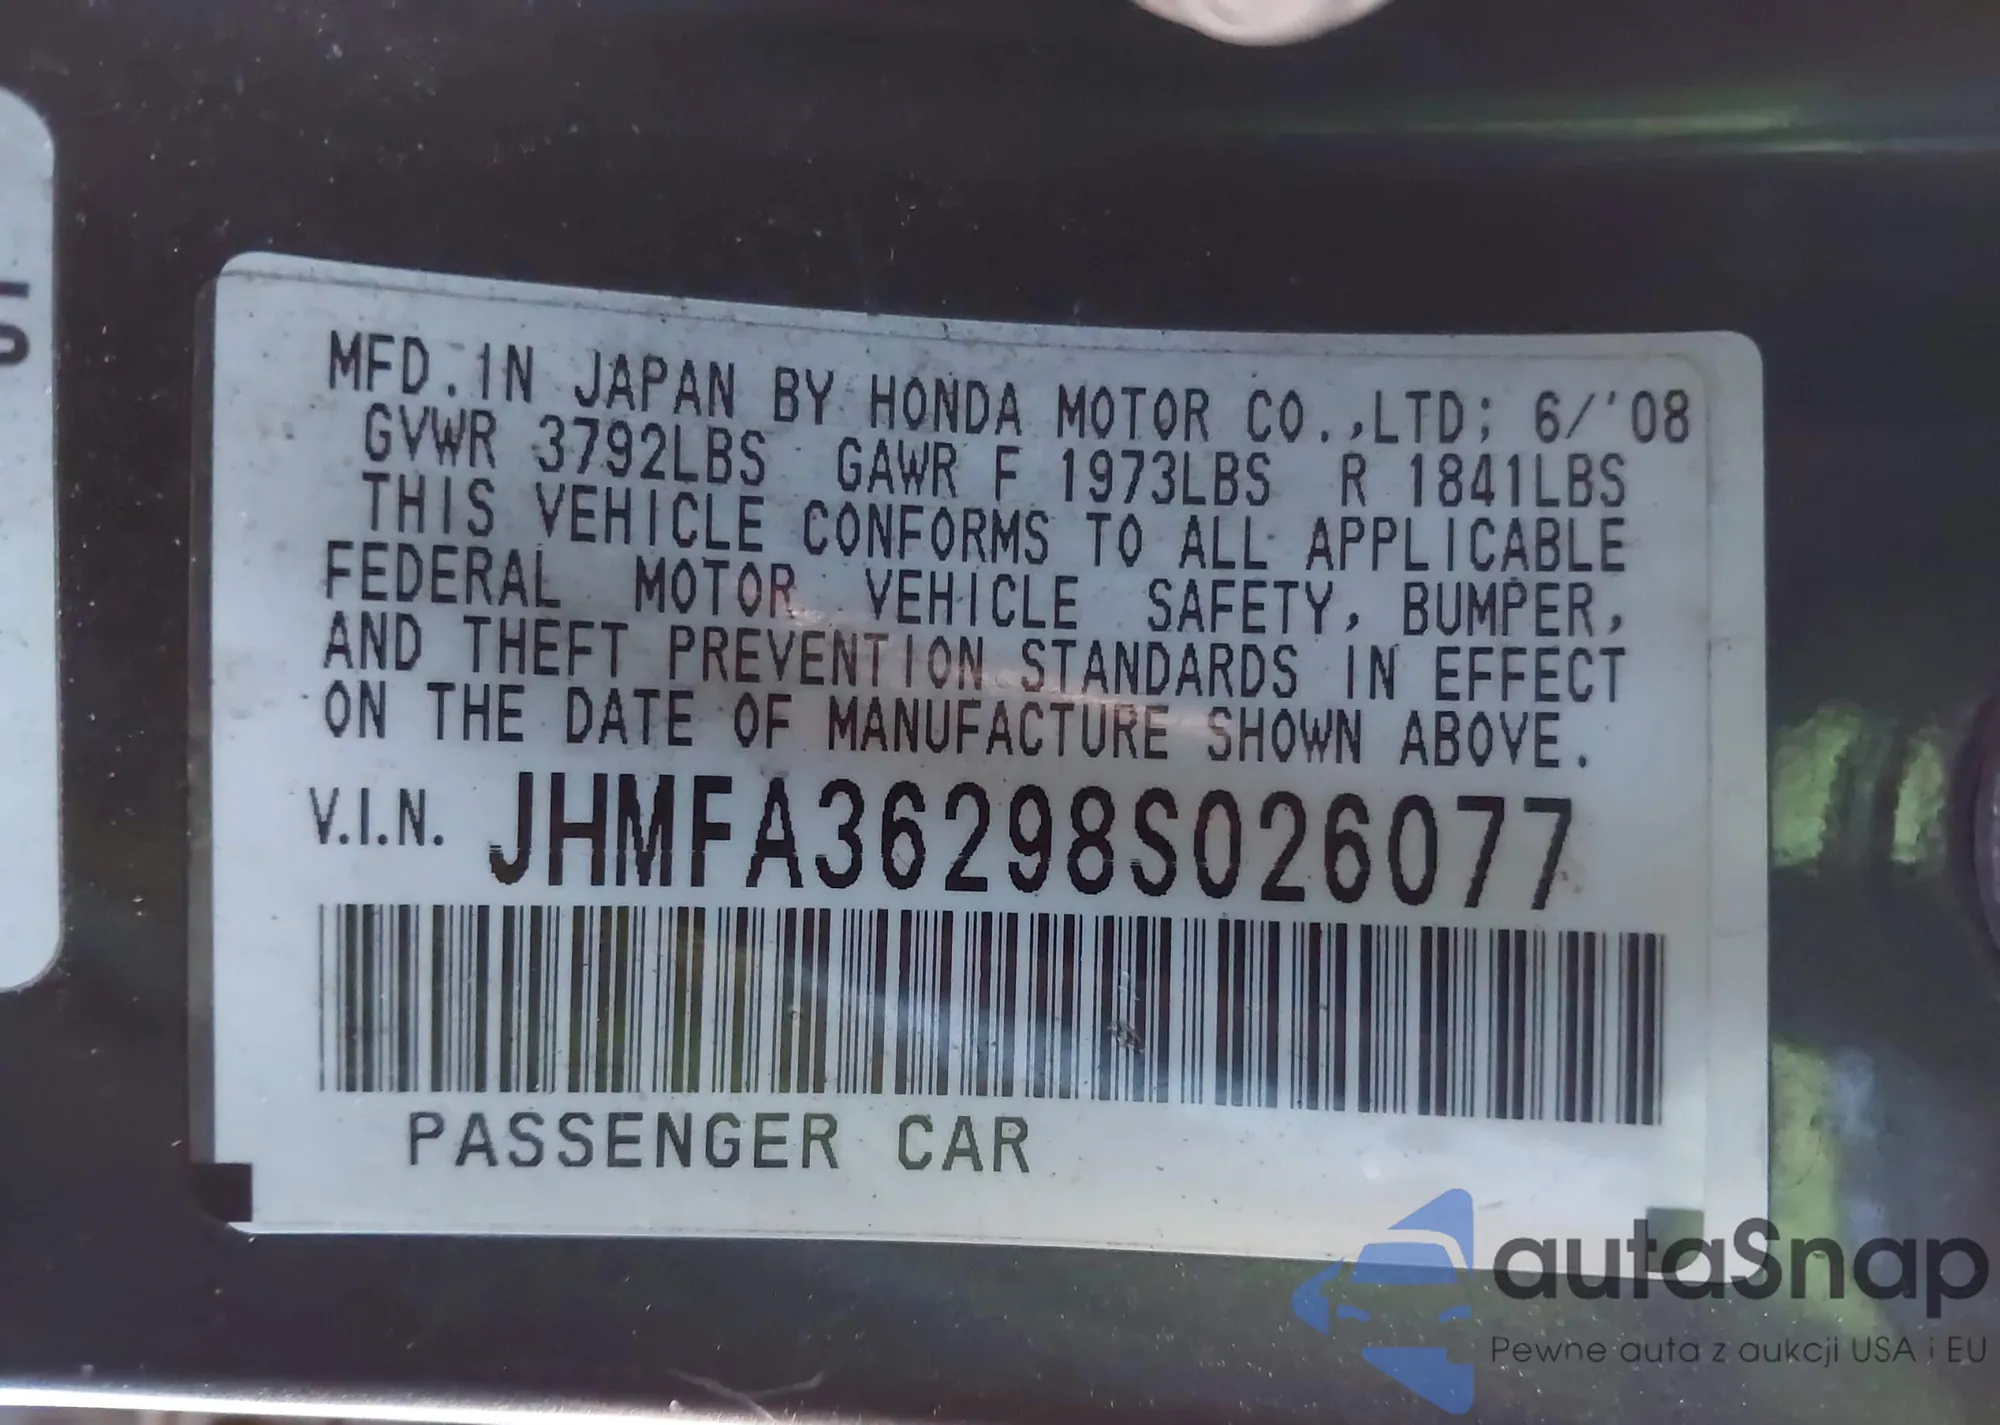 MFD. IN JAPAN BY HONDA MOTOR CO.,LTD; 6/'08
GVWR 3792LBS GAWR F 1973LBS R 1841LBS
THIS VEHICLE CONFORMS TO ALL APPLICABLE
FEDERAL MOTOR VEHICLE SAFETY, BUMPER,
AND THEFT PREVENTION STANDARDS IN EFFECT
ON THE DATE OF MANUFACTURE SHOWN ABOVE.
V.I.N. JHMFA36298S026077
PASSENGER CAR
autaSnap
Pewne auta z aukcji USA i EU